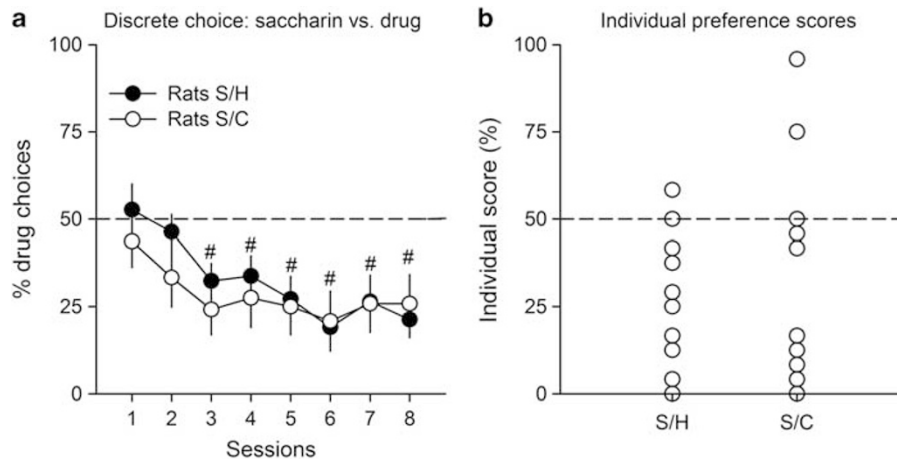 a Discrete choice: saccharin vs. drug
100
75
50
25
0
% drug choices
Rats S/H
Rats S/C
# # # # # #
1 2 3 4 5 6 7 8
Sessions
b Individual preference scores
100
75
50
25
0
Individual score (%)
S/H S/C